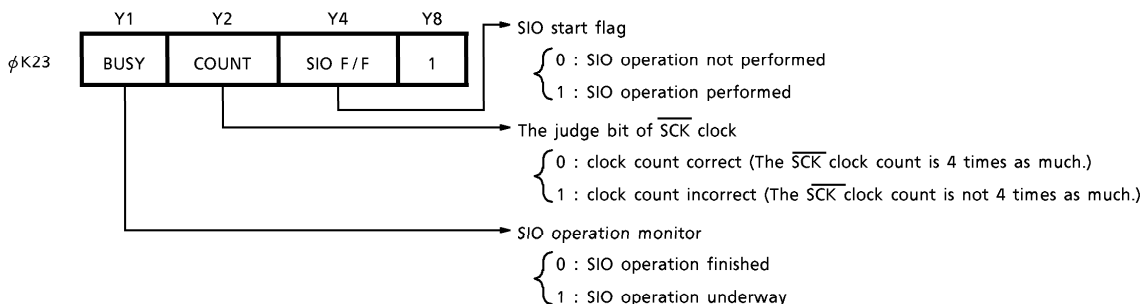 Y1 Y2 Y4 Y8
φK23 BUSY COUNT SIO F/F 1
SIO start flag
0 : SIO operation not performed
1 : SIO operation performed
The judge bit of S̅C̅K̅ clock
0 : clock count correct (The S̅C̅K̅ clock count is 4 times as much.)
1 : clock count incorrect (The S̅C̅K̅ clock count is not 4 times as much.)
SIO operation monitor
0 : SIO operation finished
1 : SIO operation underway